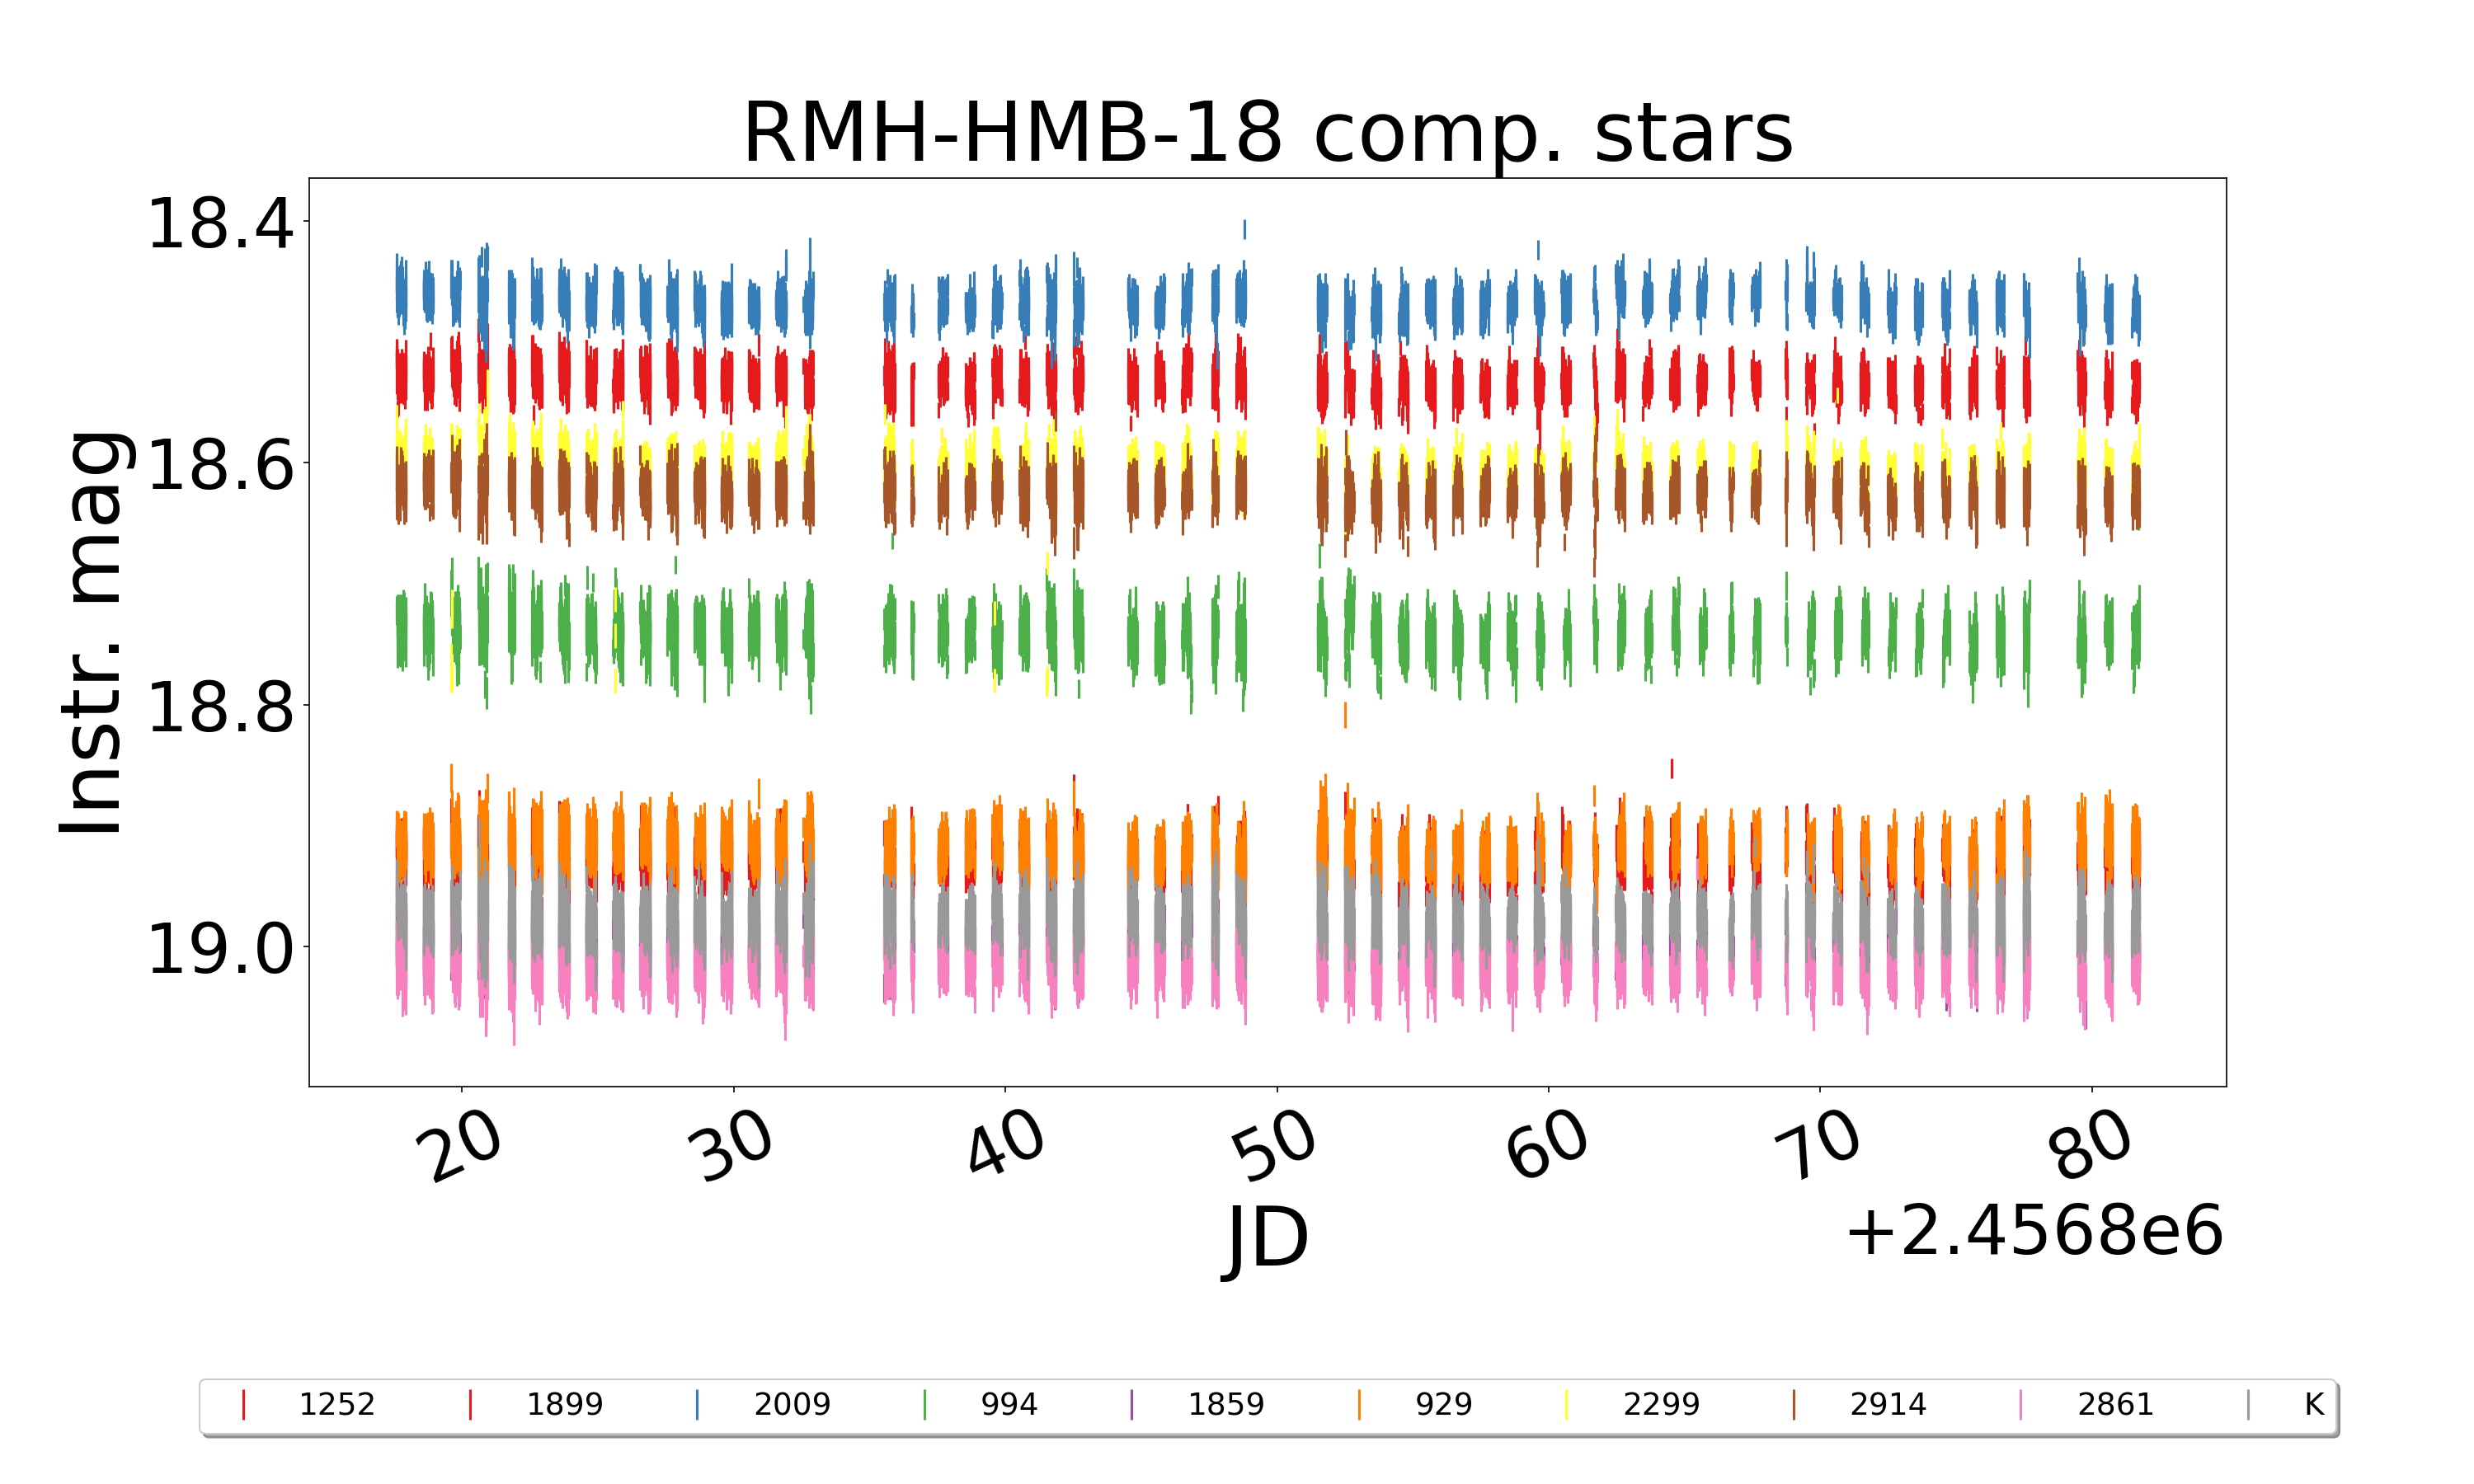 RMH-HMB-18 comp. stars
Instr. mag
18.4
18.6
18.8
19.0
20 30 40 50 60 70 80
JD
+2.4568e6
1252 1899 2009 994 1859 929 2299 2914 2861 K